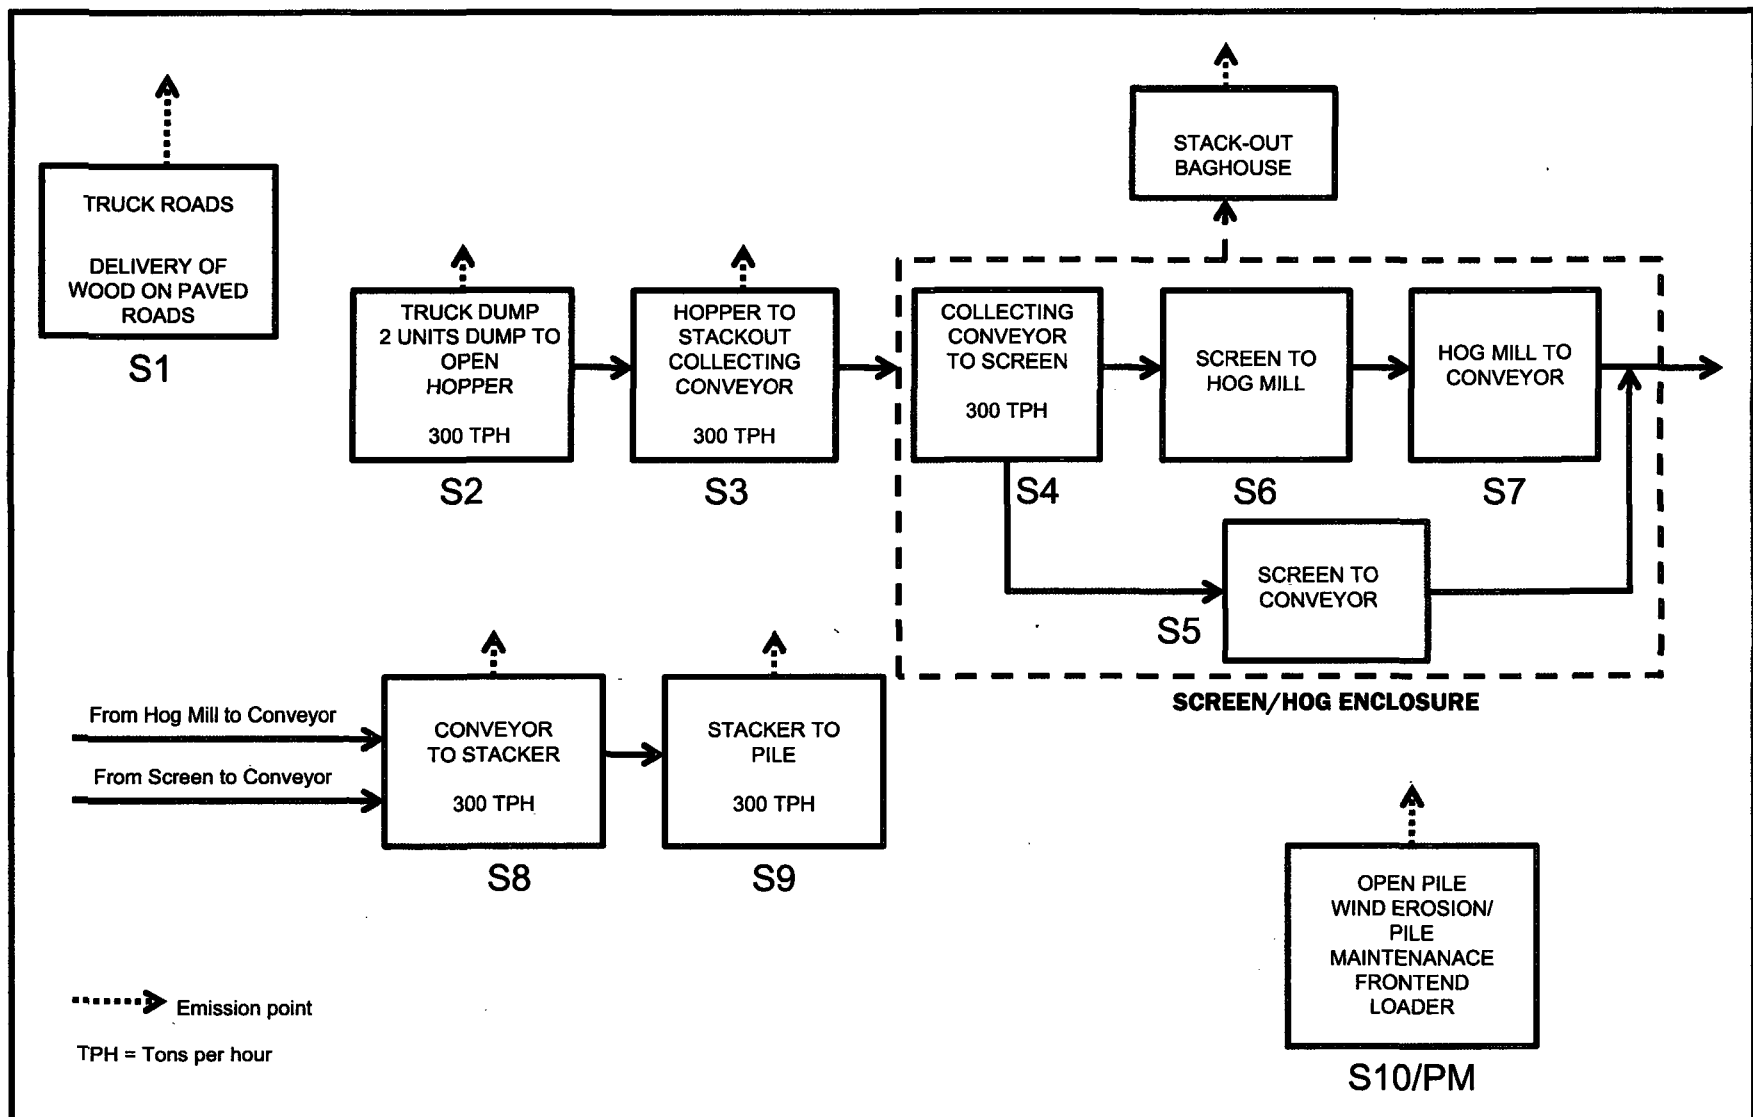 STACK-OUT
BAGHOUSE
TRUCK ROADS
DELIVERY OF
WOOD ON PAVED
ROADS
S1
TRUCK DUMP
2 UNITS DUMP TO
OPEN
HOPPER
300 TPH
S2
HOPPER TO
STACKOUT
COLLECTING
CONVEYOR
300 TPH
S3
COLLECTING
CONVEYOR
TO SCREEN
300 TPH
S4
SCREEN TO
HOG MILL
S6
HOG MILL TO
CONVEYOR
S7
SCREEN TO
CONVEYOR
S5
SCREEN/HOG ENCLOSURE
From Hog Mill to Conveyor
From Screen to Conveyor
CONVEYOR
TO STACKER
300 TPH
S8
STACKER TO
PILE
300 TPH
S9
OPEN PILE
WIND EROSION/
PILE
MAINTENANACE
FRONTEND
LOADER
S10/PM
Emission point
TPH = Tons per hour